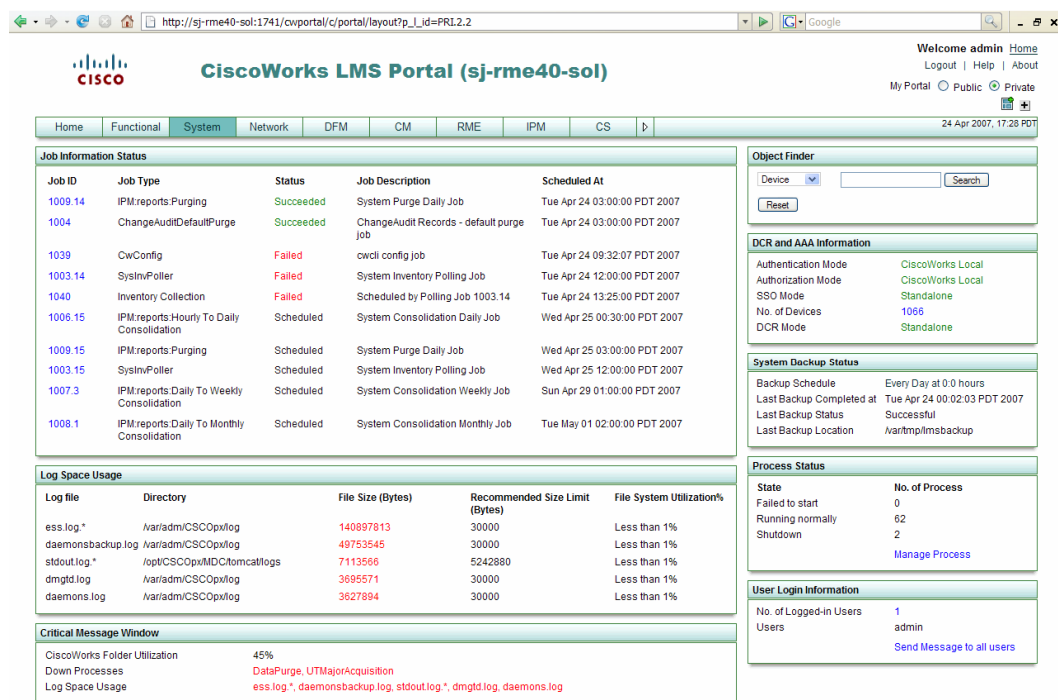 http://sj-rme40-sol:1741/cwportal/c/portal/layout?p_l_id=PRI.2.2
G Google
CISCO
CiscoWorks LMS Portal (sj-rme40-sol)
Welcome admin Home
Logout | Help | About
My Portal Public Private
Home Functional System Network DFM CM RME IPM CS
24 Apr 2007, 17:28 PDT
Job Information Status
Job ID Job Type Status Job Description Scheduled At
1009.14 IPM:reports:Purging Succeeded System Purge Daily Job Tue Apr 24 03:00:00 PDT 2007
1004 ChangeAuditDefaultPurge Succeeded ChangeAudit Records - default purge Tue Apr 24 03:00:00 PDT 2007
job
1039 CwConfig Failed cwcli config job Tue Apr 24 09:32:07 PDT 2007
1003.14 SysInvPoller Failed System Inventory Polling Job Tue Apr 24 12:00:00 PDT 2007
1040 Inventory Collection Failed Scheduled by Polling Job 1003.14 Tue Apr 24 13:25:00 PDT 2007
1006.15 IPM:reports:Hourly To Daily Scheduled System Consolidation Daily Job Wed Apr 25 00:30:00 PDT 2007
Consolidation
1009.15 IPM:reports:Purging Scheduled System Purge Daily Job Wed Apr 25 03:00:00 PDT 2007
1003.15 SysInvPoller Scheduled System Inventory Polling Job Wed Apr 25 12:00:00 PDT 2007
1007.3 IPM:reports:Daily To Weekly Scheduled System Consolidation Weekly Job Sun Apr 29 01:00:00 PDT 2007
Consolidation
1008.1 IPM:reports:Daily To Monthly Scheduled System Consolidation Monthly Job Tue May 01 02:00:00 PDT 2007
Consolidation
Log Space Usage
Log file Directory File Size (Bytes) Recommended Size Limit File System Utilization%
(Bytes)
ess.log.* /var/adm/CSCOpx/log 140897813 30000 Less than 1%
daemonsbackup.log /var/adm/CSCOpx/log 49753545 30000 Less than 1%
stdout.log.* /opt/CSCOpx/MDC/tomcat/logs 7113566 5242880 Less than 1%
dmgtd.log /var/adm/CSCOpx/log 3695571 30000 Less than 1%
daemons.log /var/adm/CSCOpx/log 3627894 30000 Less than 1%
Critical Message Window
CiscoWorks Folder Utilization 45%
Down Processes DataPurge, UTMajorAcquisition
Log Space Usage ess.log.*, daemonsbackup.log, stdout.log.*, dmgtd.log, daemons.log
Object Finder
Device Search
Reset
DCR and AAA Information
Authentication Mode CiscoWorks Local
Authorization Mode CiscoWorks Local
SSO Mode Standalone
No. of Devices 1066
DCR Mode Standalone
System Backup Status
Backup Schedule Every Day at 0:0 hours
Last Backup Completed at Tue Apr 24 00:02:03 PDT 2007
Last Backup Status Successful
Last Backup Location /var/tmp/lmsbackup
Process Status
State No. of Process
Failed to start 0
Running normally 62
Shutdown 2
Manage Process
User Login Information
No. of Logged-in Users 1
Users admin
Send Message to all users